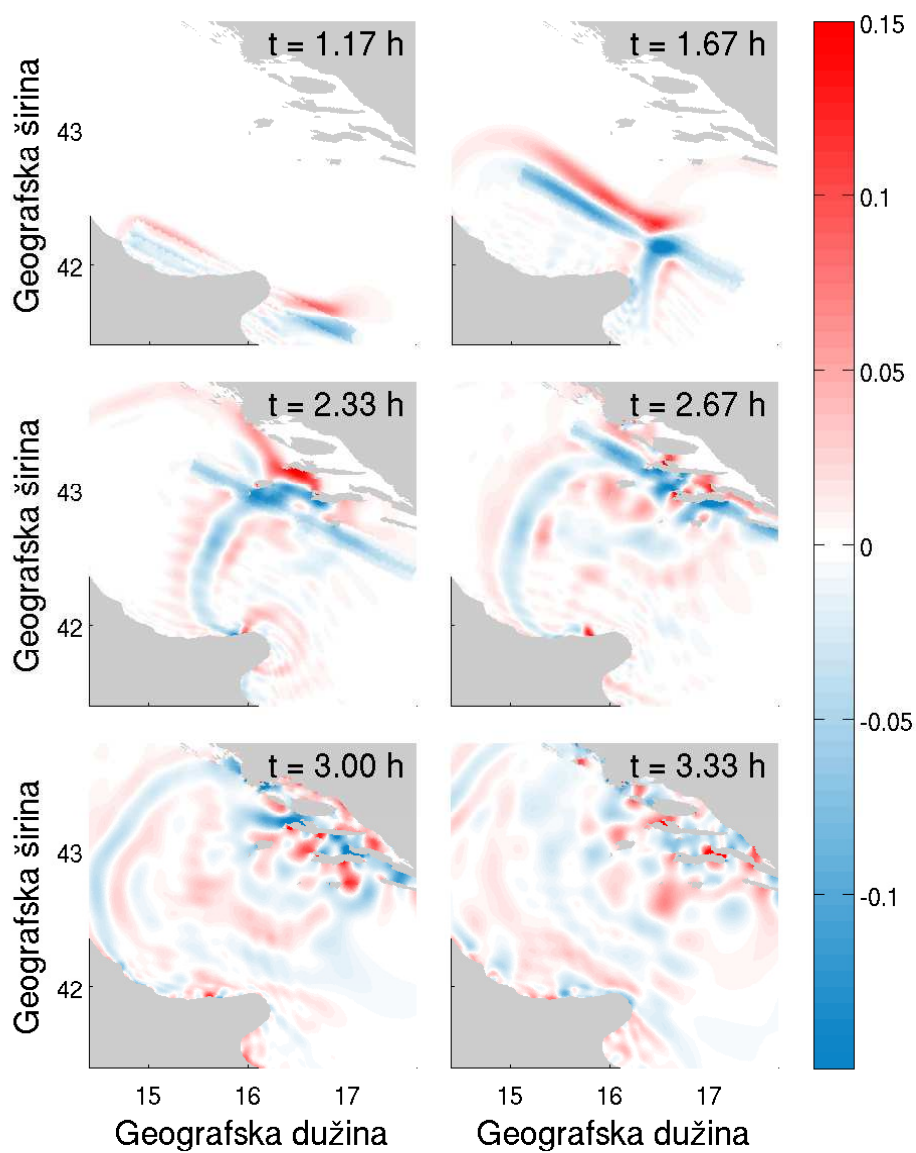 t = 1.17 h
t = 1.67 h
0.15
0.1
0.05
0
-0.05
-0.1
Geografska širina
43
42
t = 2.33 h
t = 2.67 h
Geografska širina
43
42
t = 3.00 h
t = 3.33 h
Geografska širina
43
42
15 16 17
15 16 17
Geografska dužina
Geografska dužina